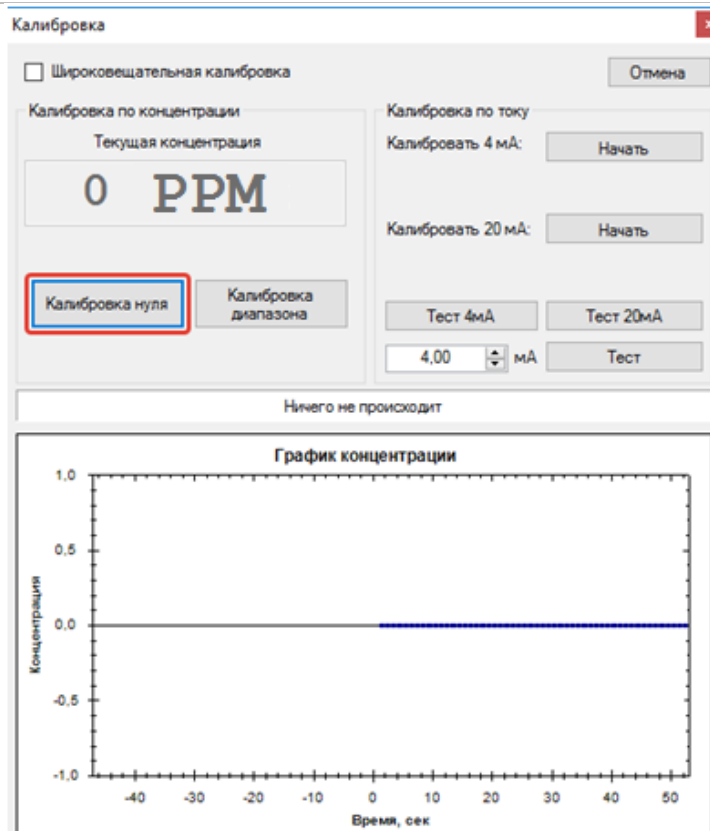 Калибровка
x
Широковещательная калибровка
Отмена
Калибровка по концентрации
Текущая концентрация
0 PPM
Калибровка нуля
Калибровка
диапазона
Калибровка по току
Калибровать 4 мА:
Начать
Калибровать 20 мА:
Начать
Тест 4мА
Тест 20мА
4,00
мА
Тест
Ничего не происходит
График концентрации
Концентрация
1,0
0,5
0,0
-0,5
-1,0
-40 -30 -20 -10 0 10 20 30 40 50
Время, сек